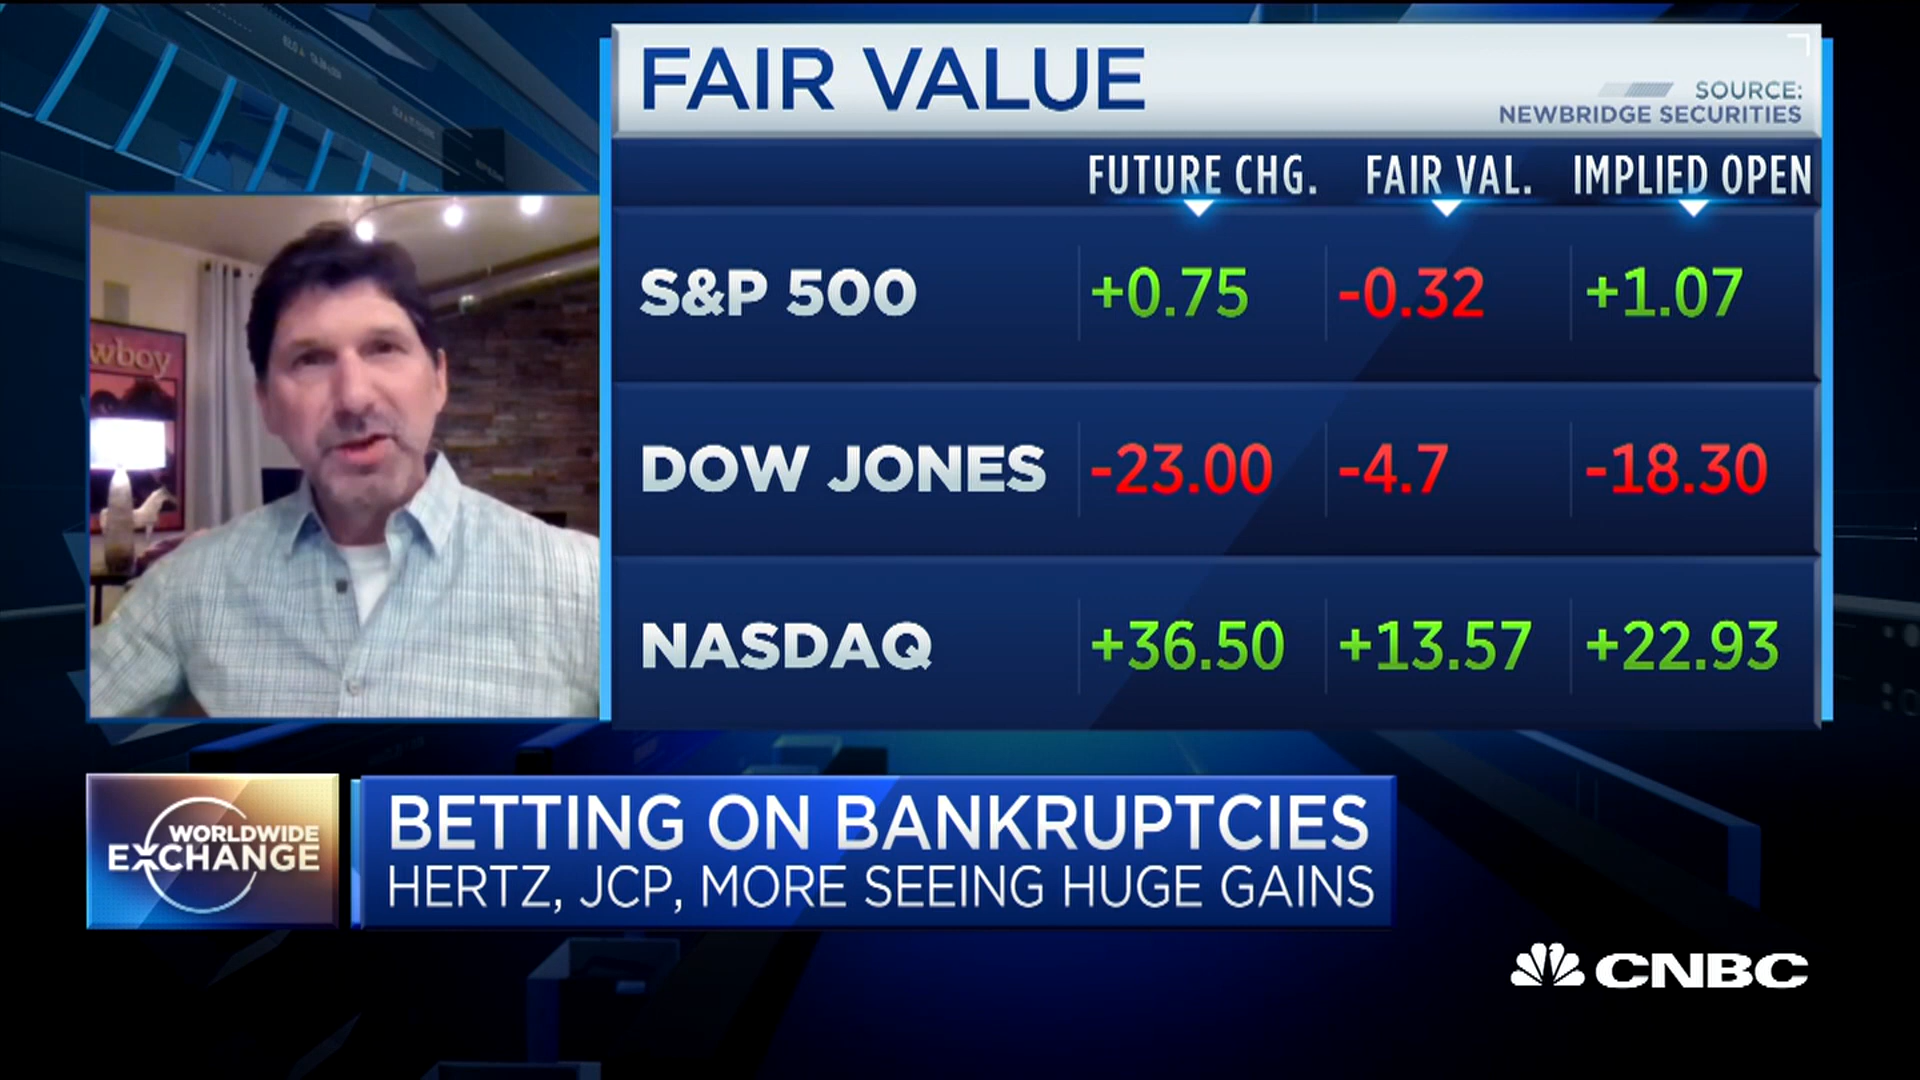 FAIR VALUE
SOURCE:
NEWBRIDGE SECURITIES
FUTURE CHG. FAIR VAL. IMPLIED OPEN
S&P 500 +0.75 -0.32 +1.07
DOW JONES -23.00 -4.7 -18.30
NASDAQ +36.50 +13.57 +22.93
wboy
WORLDWIDE
EXCHANGE
BETTING ON BANKRUPTCIES
HERTZ, JCP, MORE SEEING HUGE GAINS
CNBC